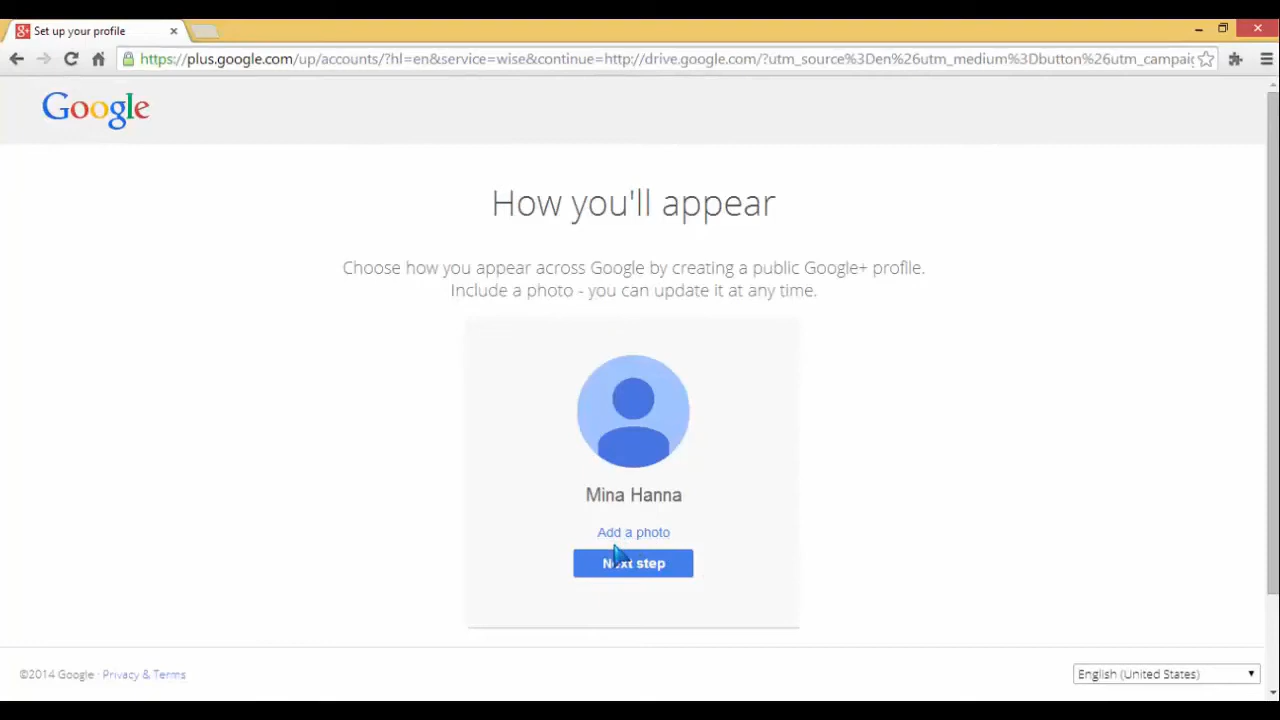 Set up your profile
https://plus.google.com/up/accounts/?hl=en&service=wise&continue=http://drive.google.com/?utm_source%3Den%26utm_medium%3Dbutton%26utm_campaig
Google
How you'll appear
Choose how you appear across Google by creating a public Google+ profile.
Include a photo - you can update it at any time.
Mina Hanna
Add a photo
Next step
©2014 Google · Privacy & Terms
English (United States)